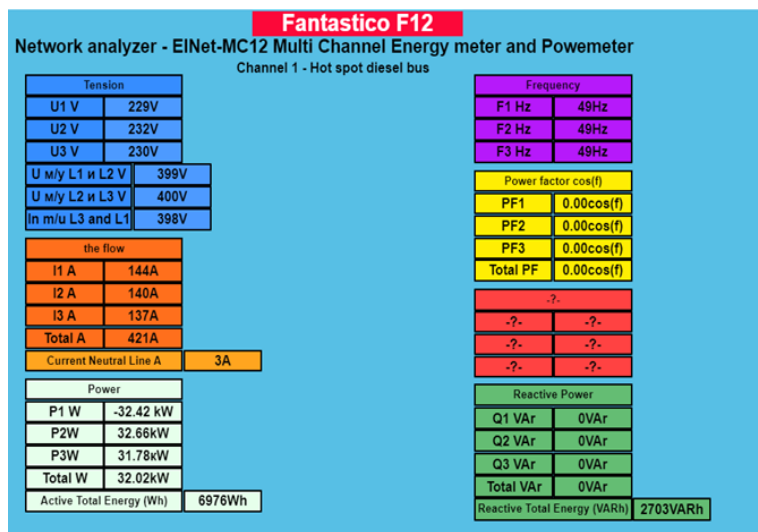 Fantastico F12
Network analyzer - ElNet-MC12 Multi Channel Energy meter and Powemeter
Channel 1 - Hot spot diesel bus
Tension
U1 V 229V
U2 V 232V
U3 V 230V
U м/у L1 и L2 V 399V
U м/у L2 и L3 V 400V
In m/u L3 and L1 398V
the flow
I1 A 144A
I2 A 140A
I3 A 137A
Total A 421A
Current Neutral Line A 3A
Power
P1 W -32.42 kW
P2W 32.66kW
P3W 31.78кW
Total W 32.02kW
Active Total Energy (Wh) 6976Wh
Frequency
F1 Hz 49Hz
F2 Hz 49Hz
F3 Hz 49Hz
Power factor cos(f)
PF1 0.00cos(f)
PF2 0.00cos(f)
PF3 0.00cos(f)
Total PF 0.00cos(f)
-?-
-?- -?-
-?- -?-
-?- -?-
Reactive Power
Q1 VAr 0VAr
Q2 VAr 0VAr
Q3 VAr 0VAr
Total VAr 0VAr
Reactive Total Energy (VARh) 2703VARh